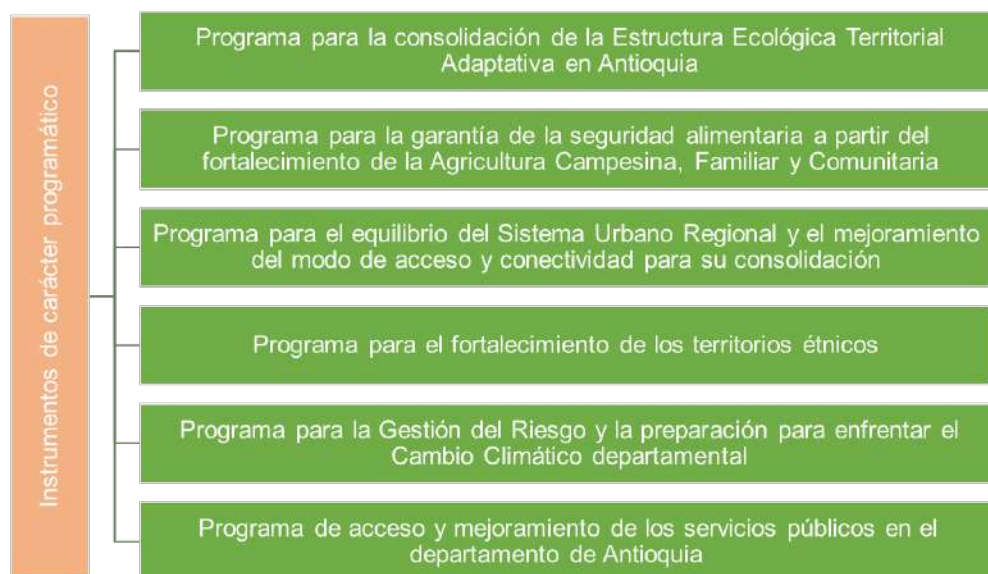 Instrumentos de carácter programático
Programa para la consolidación de la Estructura Ecológica Territorial
Adaptativa en Antioquia
Programa para la garantía de la seguridad alimentaria a partir del
fortalecimiento de la Agricultura Campesina, Familiar y Comunitaria
Programa para el equilibrio del Sistema Urbano Regional y el mejoramiento
del modo de acceso y conectividad para su consolidación
Programa para el fortalecimiento de los territorios étnicos
Programa para la Gestión del Riesgo y la preparación para enfrentar el
Cambio Climático departamental
Programa de acceso y mejoramiento de los servicios públicos en el
departamento de Antioquia